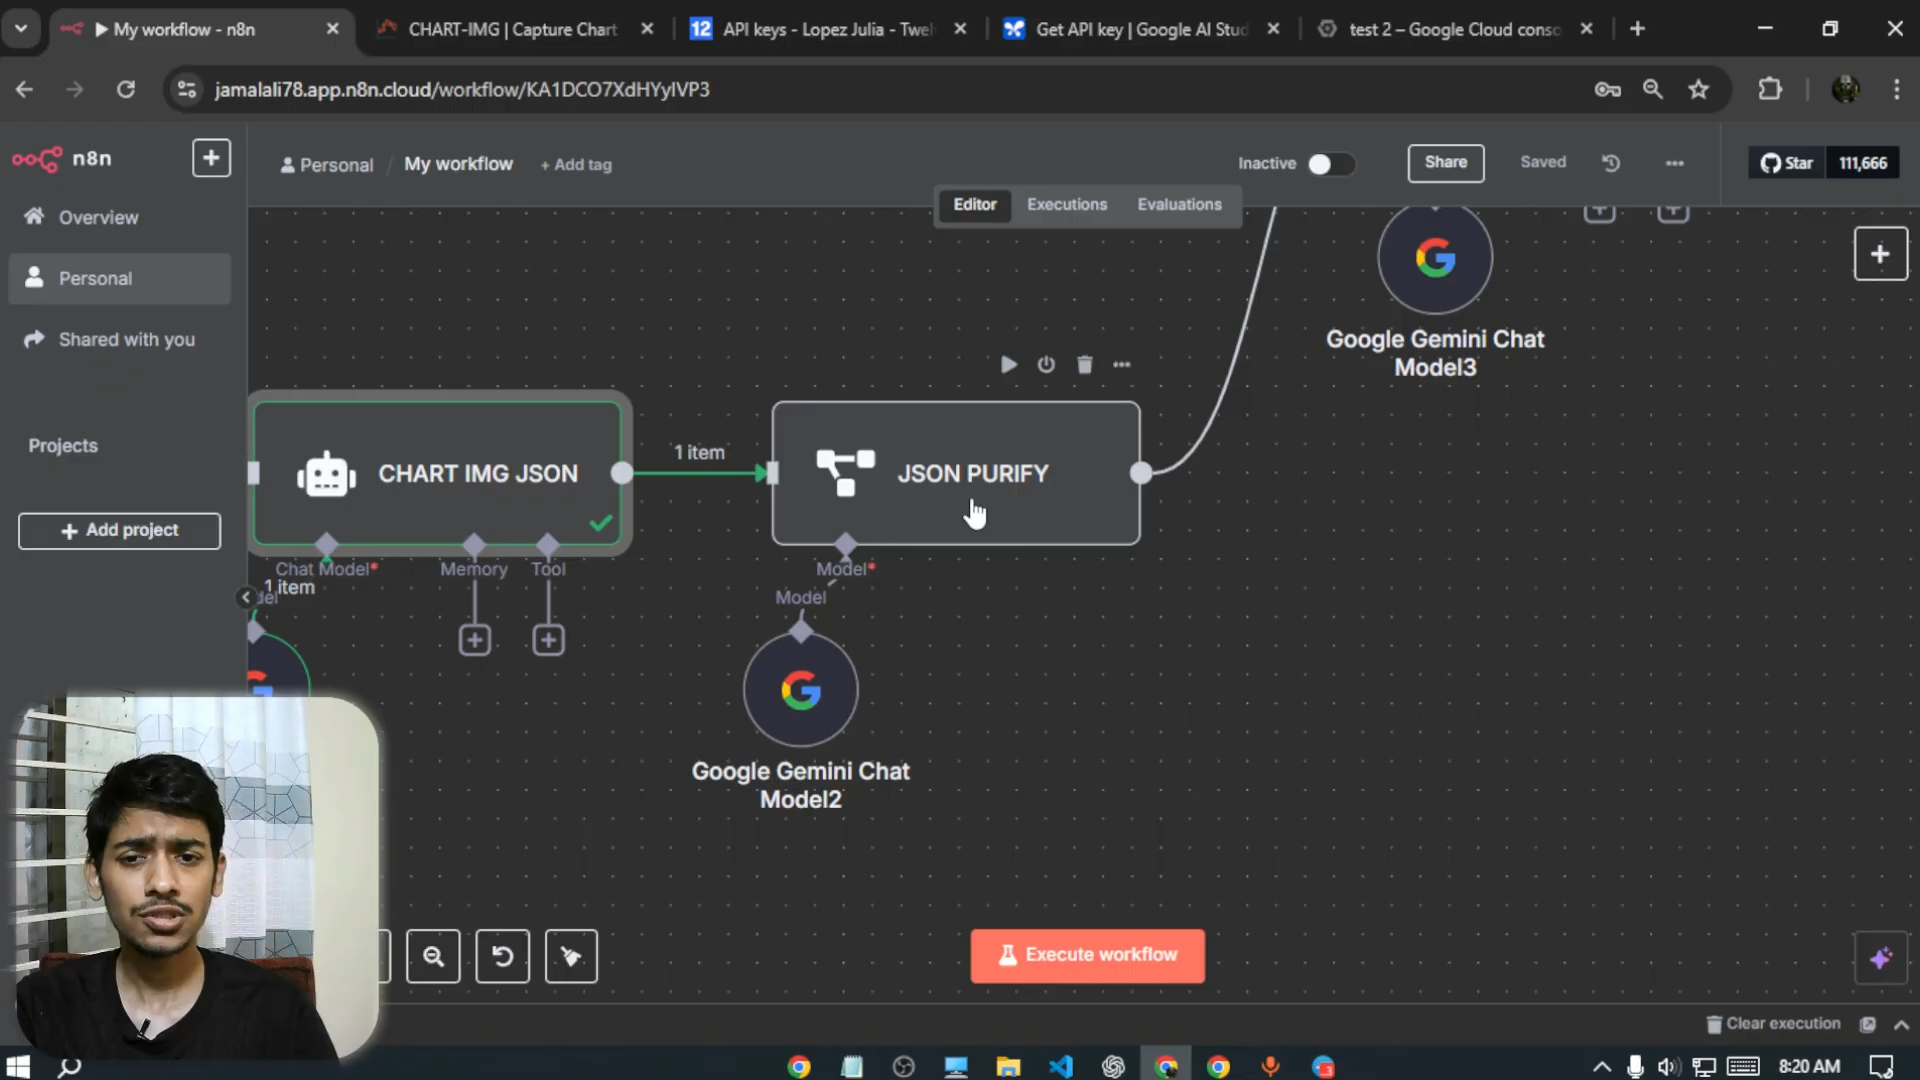 My workflow - n8n
CHART-IMG | Capture Chart
12
API keys - Lopez Julia - Twel
Get API key | Google AI Stud
test 2 – Google Cloud conso
jamalali78.app.n8n.cloud/workflow/KA1DCO7XdHYyIVP3
n8n
Personal / My workflow + Add tag
Inactive
Share
Saved
Star 111,666
Editor Executions Evaluations
Overview
Personal
Shared with you
Projects
+ Add project
Google Gemini Chat
Model3
CHART IMG JSON
1 item
JSON PURIFY
Chat Model*
Memory
Tool
Model*
1 item
del
Model
Google Gemini Chat
Model2
Execute workflow
Clear execution
8:20 AM